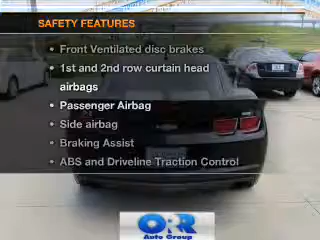 SAFETY FEATURES
• Front Ventilated disc brakes
• 1st and 2nd row curtain head
airbags
• Passenger Airbag
• Side airbag
• Braking Assist
• ABS and Driveline Traction Control
ORR
Auto Group